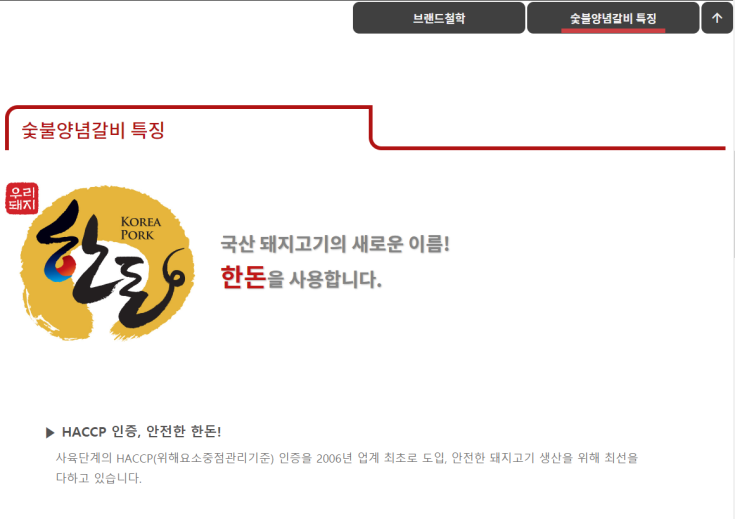 브랜드철학
숯불양념갈비 특징
숯불양념갈비 특징
우리
돼지
한돈
KOREA
PORK
국산 돼지고기의 새로운 이름!
한돈을 사용합니다.
▶ HACCP 인증, 안전한 한돈!
사육단계의 HACCP(위해요소중점관리기준) 인증을 2006년 업계 최초로 도입, 안전한 돼지고기 생산을 위해 최선을
다하고 있습니다.